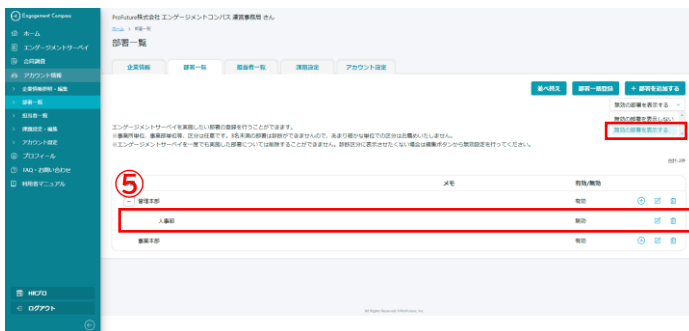 Engagement Compass
ホーム
エンゲージメントサーベイ
合同調査
アカウント情報
企業情報照明・編集
部署一覧
担当者一覧
課題設定・編集
アカウント設定
プロフィール
FAQ・お問い合わせ
利用者マニュアル
HRプロ
ログアウト
ProFuture株式会社 エンゲージメントコンパス 運営事務局 さん
ホーム > 部署一覧
部署一覧
企業情報 部署一覧 担当者一覧 課題設定 アカウント設定
並べ替え 部署一括登録 + 部署を追加する
無効の部署を表示する
無効の部署を表示しない
無効の部署を表示する
エンゲージメントサーベイを実施したい部署の登録を行うことができます。
※事業所単位、事業部単位等、区分は任意です。3名未満の部署は診断ができませんので、あまり細かな単位での区分はお薦めいたしません。
※エンゲージメントサーベイを一度でも実施した部署については削除することができません。診断区分に表示させたくない場合は編集ボタンから無効設定を行ってください。
⑤
メモ 有効/無効
管理本部 有効
人事部 無効
事業本部 有効
All Rights Reserved ©ProFuture, Inc.